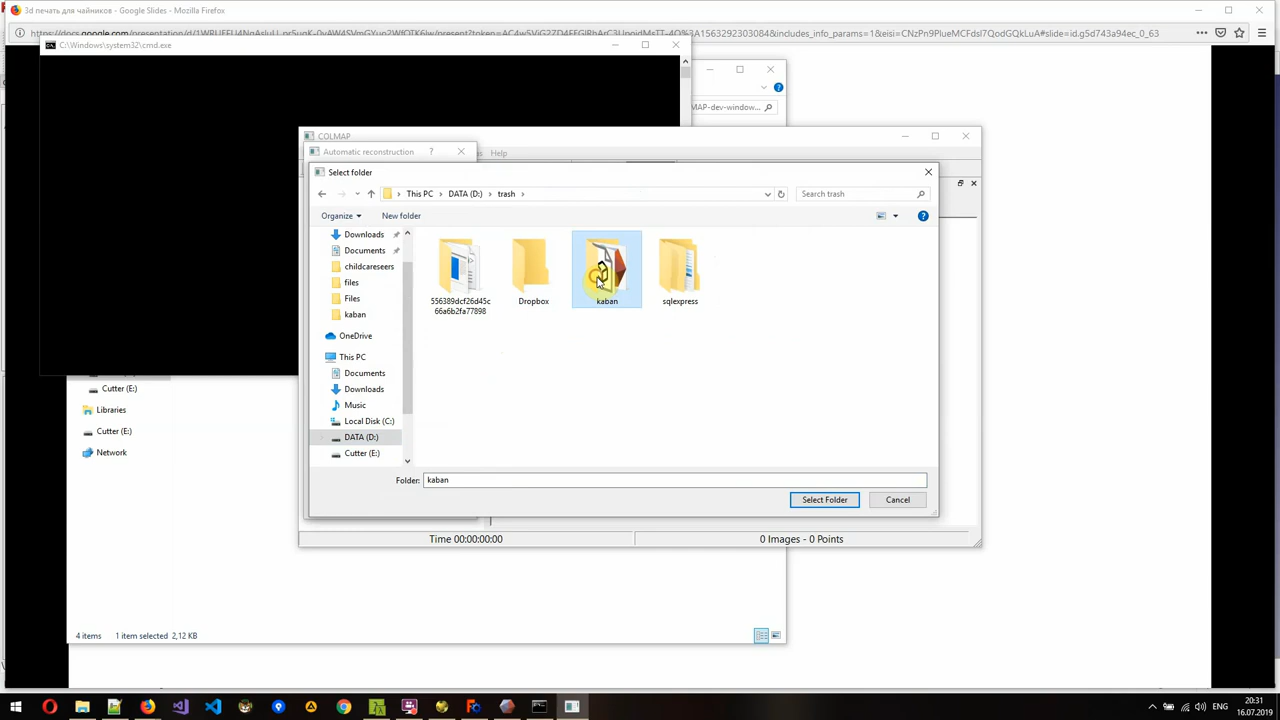 3d печать для чайников - Google Slides - Mozilla Firefox
C:\Windows\system32\cmd.exe
MAP-dev-window...
COLMAP
Automatic reconstruction ?
Help
Select folder
This PC DATA (D:) trash
Search trash
Organize
New folder
Downloads
Documents
childcareseers
files
Files
kaban
OneDrive
This PC
Documents
Downloads
Music
Local Disk (C:)
DATA (D:)
Cutter (E:)
556389dcf26d45c
66a6b2fa77898
Dropbox
kaban
sqlexpress
Folder: kaban
Select Folder
Cancel
Time 00:00:00:00
0 Images - 0 Points
Cutter (E:)
Libraries
Cutter (E:)
Network
4 items 1 item selected 2,12 KB
ENG
20:31
16.07.2019